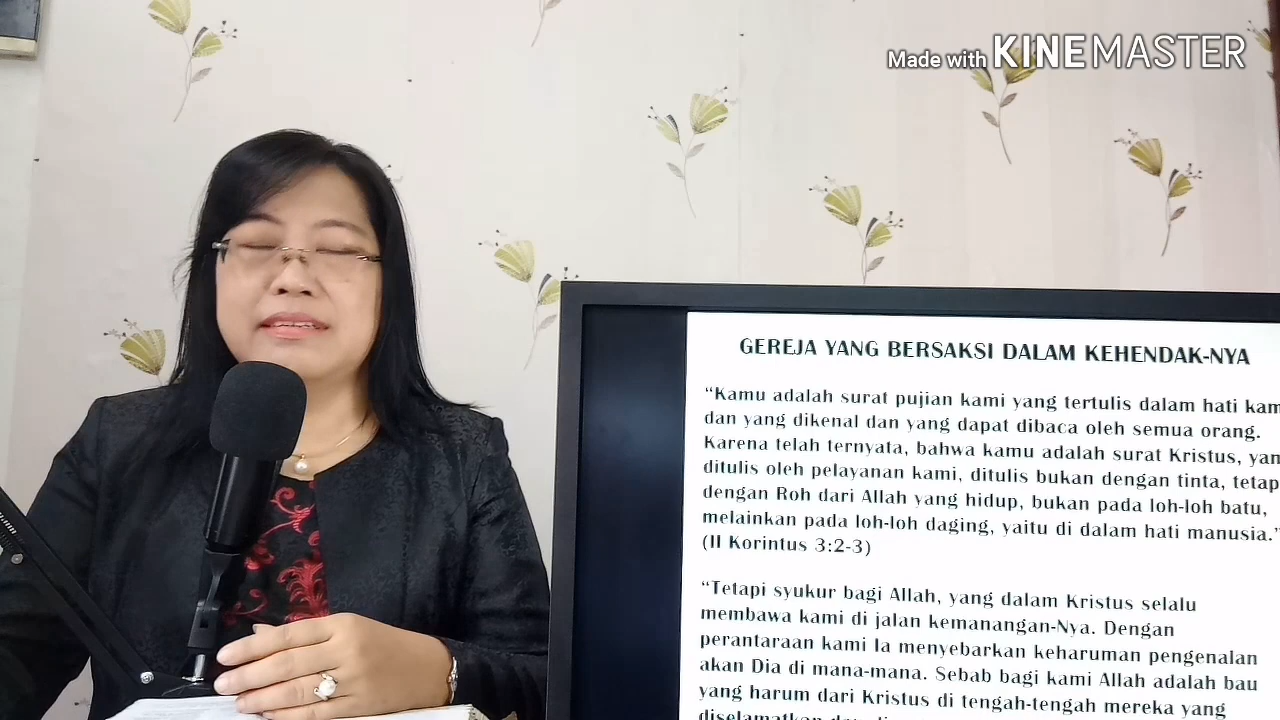 Made with KINEMASTER
GEREJA YANG BERSAKSI DALAM KEHENDAK-NYA
“Kamu adalah surat pujian kami yang tertulis dalam hati
dan yang dikenal dan yang dapat dibaca oleh semua orang.
Karena telah ternyata, bahwa kamu adalah surat Kristus,
ditulis oleh pelayanan kami, ditulis bukan dengan tinta,
dengan Roh dari Allah yang hidup, bukan pada loh-loh batu,
melainkan pada loh-loh daging, yaitu di dalam hati manusia.”
(II Korintus 3:2-3)
“Tetapi syukur bagi Allah, yang dalam Kristus selalu
membawa kami di jalan kemanangan-Nya. Dengan
perantaraan kami Ia menyebarkan keharuman pengenalan
akan Dia di mana-mana. Sebab bagi kami Allah adalah bau
yang harum dari Kristus di tengah-tengah mereka yang
diselamatkan